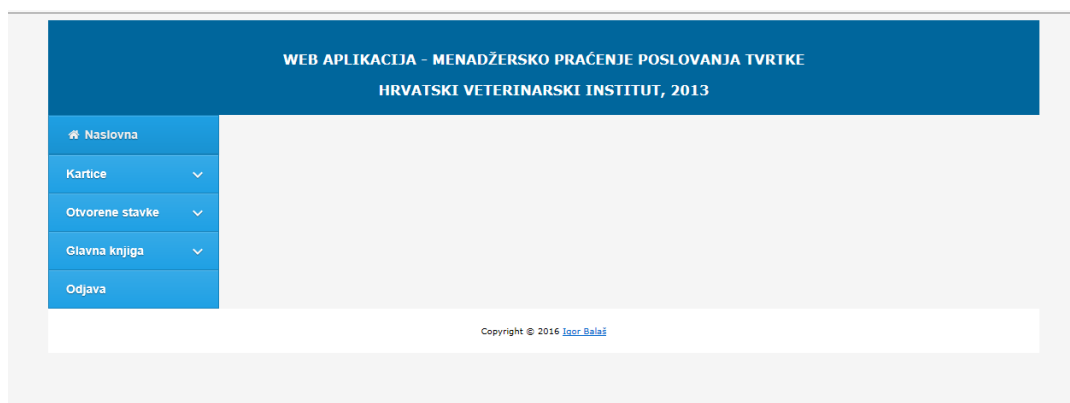 WEB APLIKACIJA - MENADŽERSKO PRAĆENJE POSLOVANJA TVRTKE
HRVATSKI VETERINARSKI INSTITUT, 2013
Naslovna
Kartice
Otvorene stavke
Glavna knjiga
Odjava
Copyright © 2016 Igor Balaš